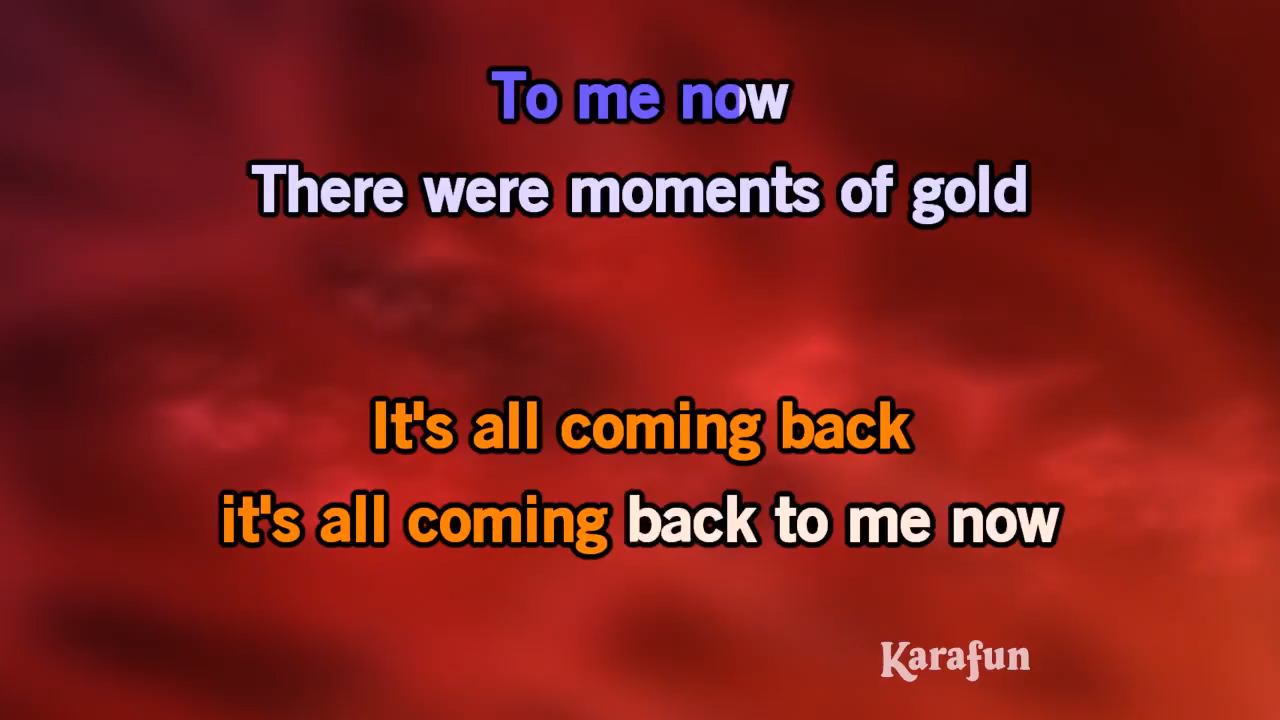 To me now
There were moments of gold
It's all coming back
it's all coming back to me now
Karafun